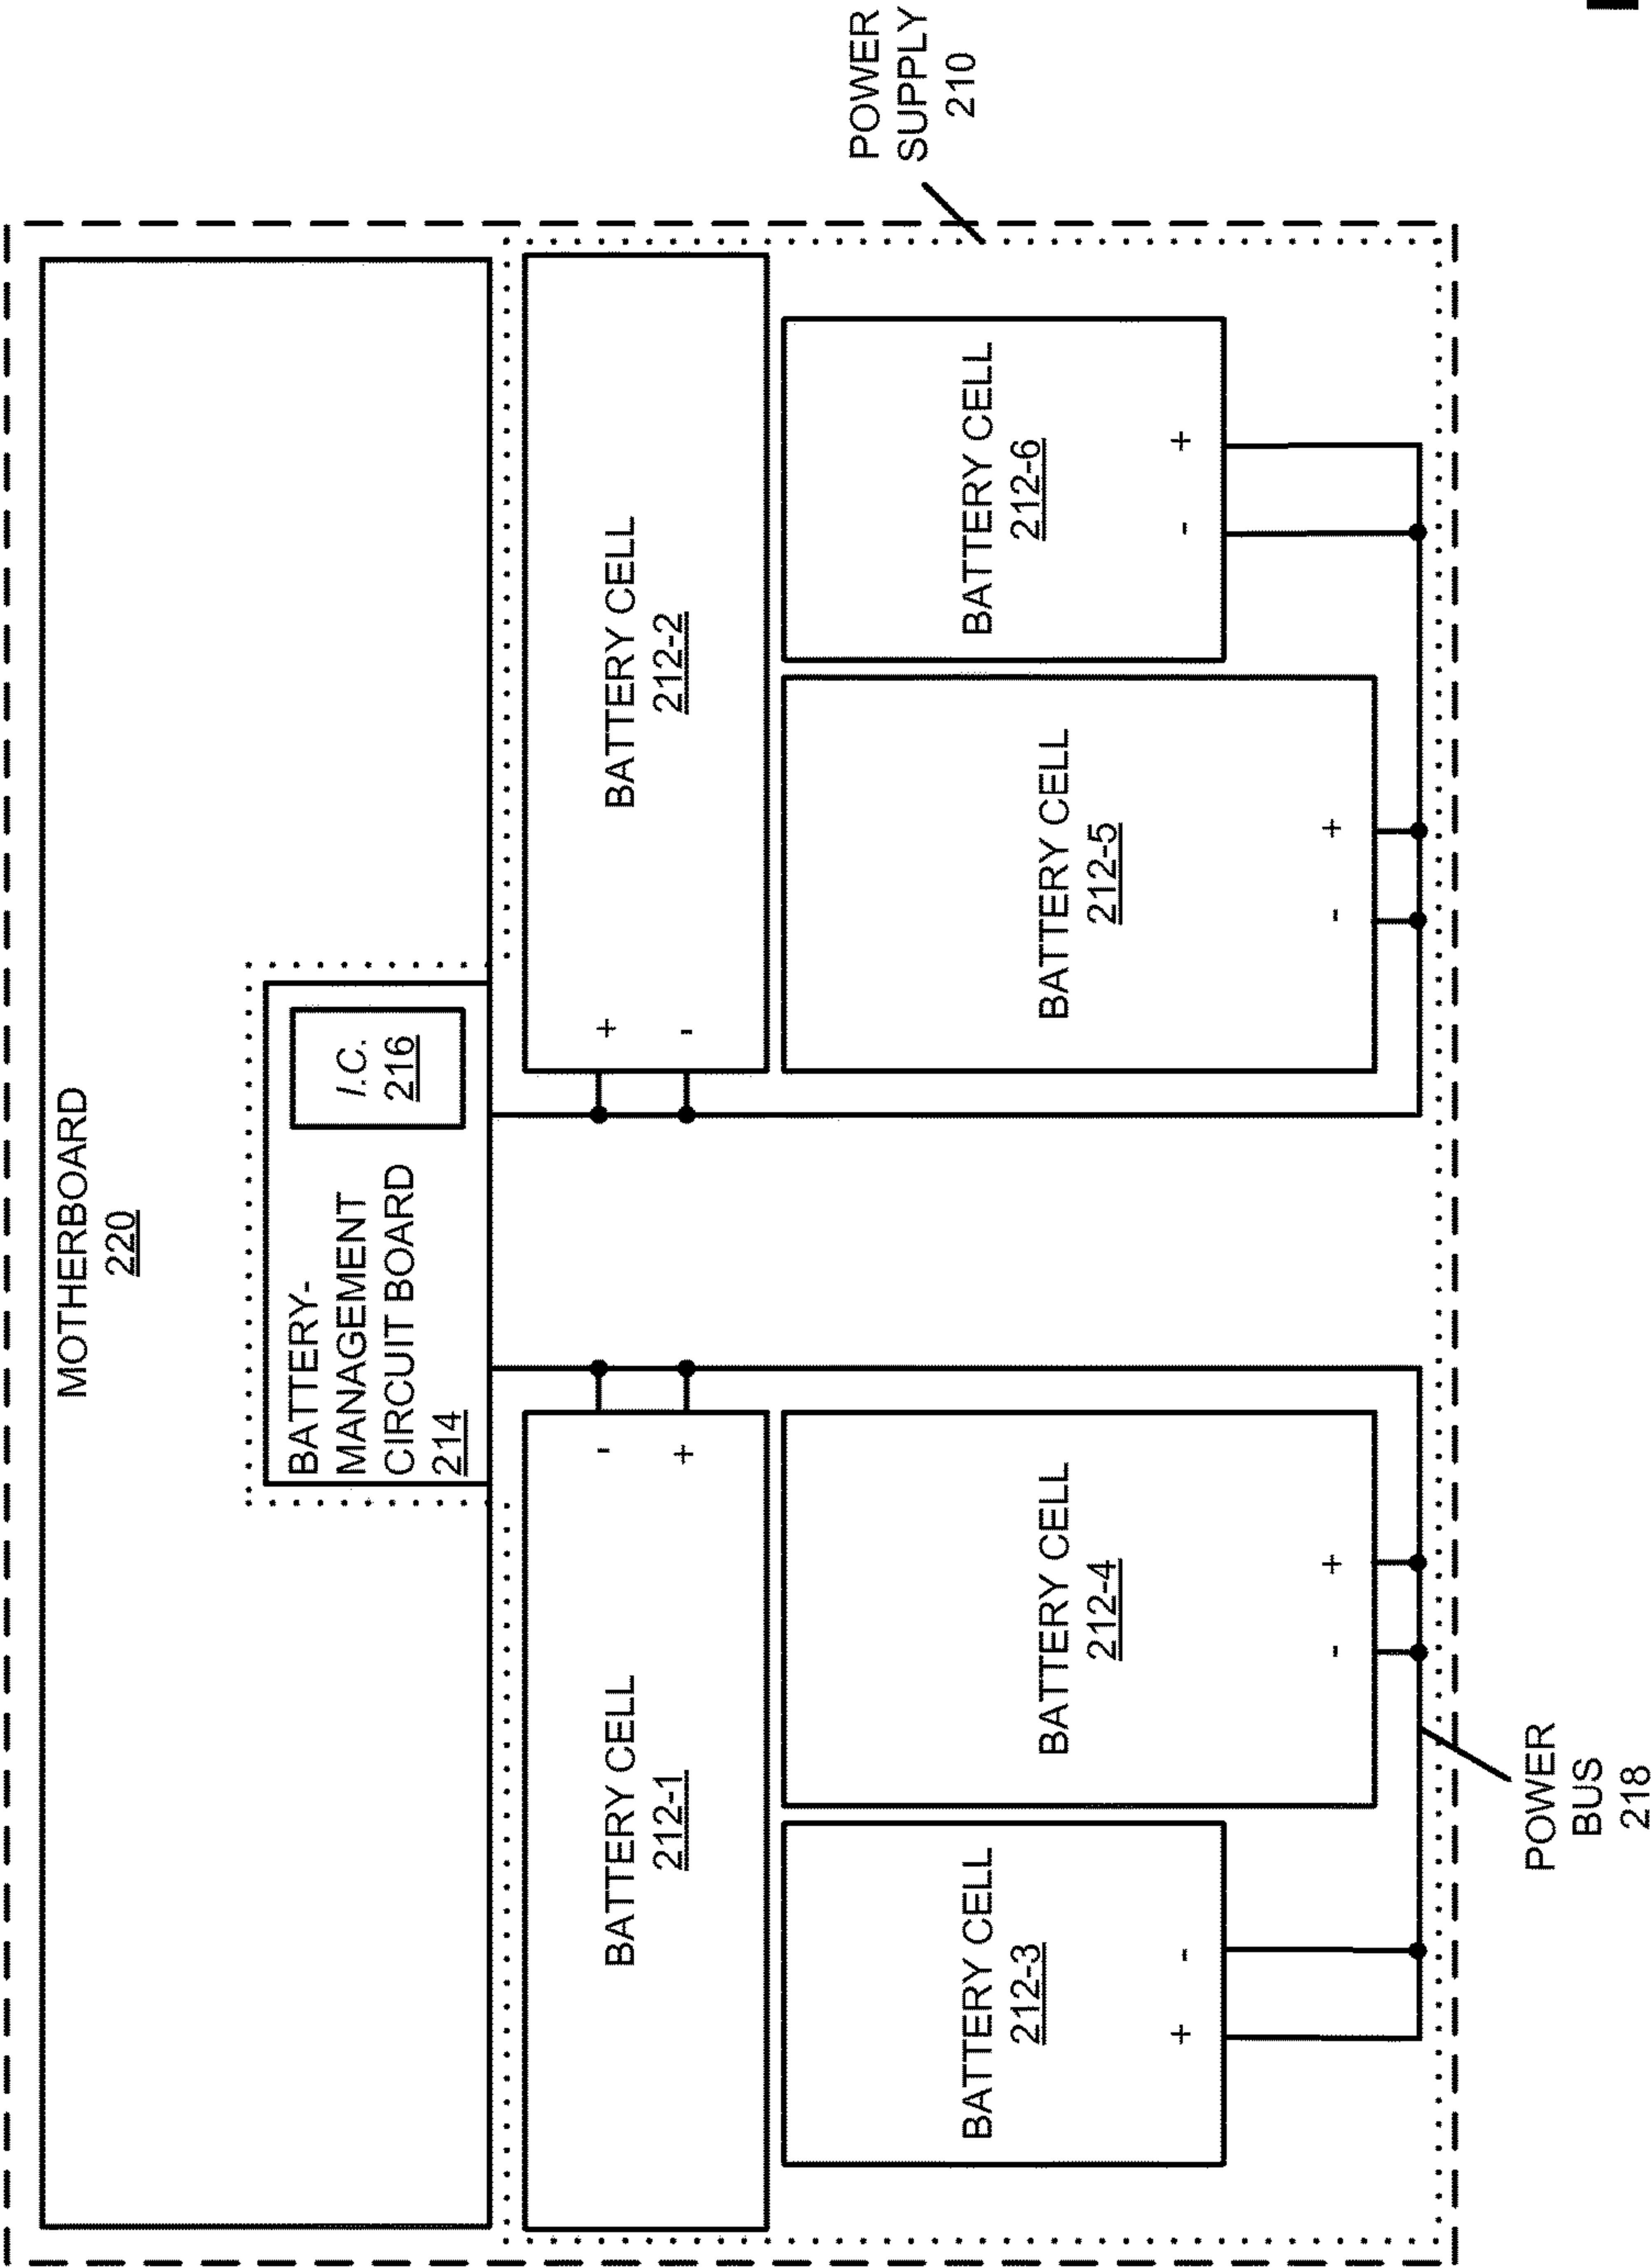 MOTHERBOARD
220
BATTERY-
MANAGEMENT
CIRCUIT BOARD
214
I.C.
216
BATTERY CELL
212-1
-
+
BATTERY CELL
212-2
+
-
BATTERY CELL
212-3
+
-
BATTERY CELL
212-4
-
+
BATTERY CELL
212-5
-
+
BATTERY CELL
212-6
-
+
POWER
SUPPLY
210
POWER
BUS
218